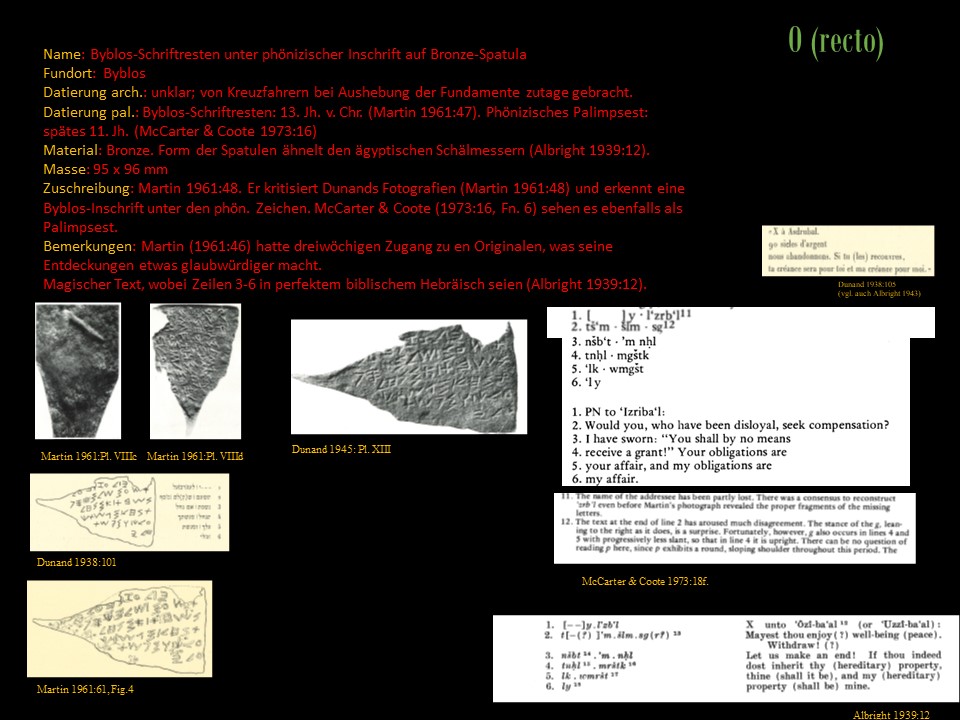 O (recto)
Name: Byblos-Schriftresten unter phönizischer Inschrift auf Bronze-Spatula
Fundort: Byblos
Datierung arch.: unklar; von Kreuzfahrern bei Aushebung der Fundamente zutage gebracht.
Datierung pal.: Byblos-Schriftresten: 13. Jh. v. Chr. (Martin 1961:47). Phönizisches Palimpsest:
spätes 11. Jh. (McCarter & Coote 1973:16)
Material: Bronze. Form der Spatulen ähnelt den ägyptischen Schälmessern (Albright 1939:12).
Masse: 95 x 96 mm
Zuschreibung: Martin 1961:48. Er kritisiert Dunands Fotografien (Martin 1961:48) und erkennt eine
Byblos-Inschrift unter den phön. Zeichen. McCarter & Coote (1973:16, Fn. 6) sehen es ebenfalls als
Palimpsest.
Bemerkungen: Martin (1961:46) hatte dreiwöchigen Zugang zu en Originalen, was seine
Entdeckungen etwas glaubwürdiger macht.
Magischer Text, wobei Zeilen 3-6 in perfektem biblischem Hebräisch seien (Albright 1939:12).
«X à Asdrubal.
90 sicles d'argent
nous abandonnons. Si tu (les) recouvres,
ta créance sera pour toi et ma créance pour moi.»
Dunand 1938:105
(vgl. auch Albright 1943)
Martin 1961:Pl. VIIIc
Martin 1961:Pl. VIIId
Dunand 1945: Pl. XIII
Dunand 1938:101
Martin 1961:61, Fig.4
1. [ ]y · l'zrb'l11
2. tš'm · šlm · sg12
3. nšb't · 'm nḥl
4. tnḥl · mgštk
5. 'lk · wmgšt
6. 'ly
1. PN to 'Izriba'l:
2. Would you, who have been disloyal, seek compensation?
3. I have sworn: "You shall by no means
4. receive a grant!" Your obligations are
5. your affair, and my obligations are
6. my affair.
11. The name of the addressee has been partly lost. There was a consensus to reconstruct
'zrb'l even before Martin's photograph revealed the proper fragments of the missing
letters.
12. The text at the end of line 2 has aroused much disagreement. The stance of the g, lean-
ing to the right as it does, is a surprise. Fortunately, however, g also occurs in lines 4 and
5 with progressively less slant, so that in line 4 it is upright. There can be no question of
reading p here, since p exhibits a round, sloping shoulder throughout this period. The
McCarter & Coote 1973:18f.
1. [--]y.l'zb'l
2. t[-(?) ]'m.šlm.sg(r?) 13
3. nšbt 14.'m.nḥl
4. tnḥl 15. mrštk 16
5. lk.wmršt 17
6. ly 18
X unto 'Ozî-ba'al 12 (or 'Uzzî-ba'al) :
Mayest thou enjoy (?) well-being (peace).
Withdraw! (?)
Let us make an end! If thou indeed
dost inherit thy (hereditary) property,
thine (shall it be), and my (hereditary)
property (shall be) mine.
Albright 1939:12